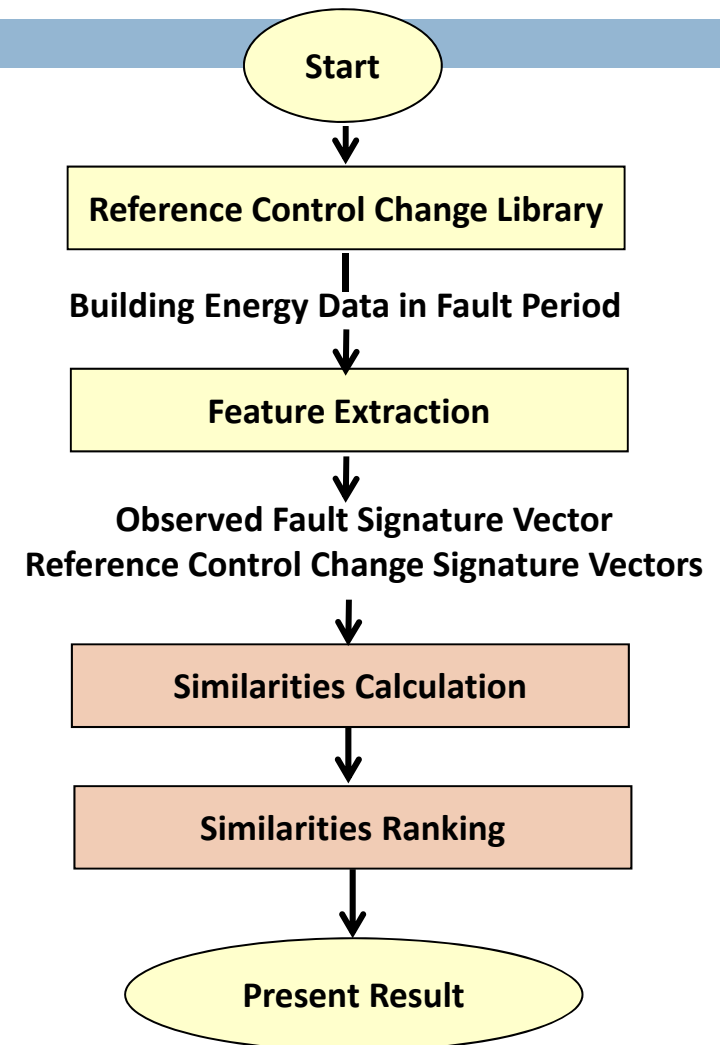 Start
Reference Control Change Library
Building Energy Data in Fault Period
Feature Extraction
Observed Fault Signature Vector
Reference Control Change Signature Vectors
Similarities Calculation
Similarities Ranking
Present Result